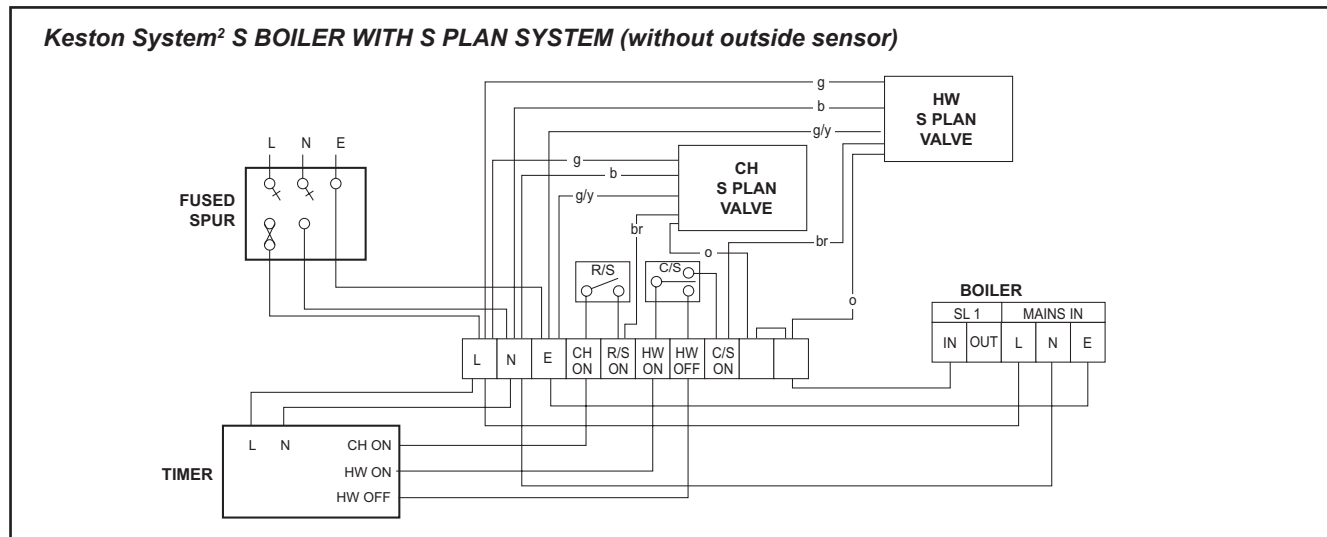 Keston System² S BOILER WITH S PLAN SYSTEM (without outside sensor)
g
HW
S PLAN
VALVE
b
g/y
L N E
g
CH
S PLAN
VALVE
b
FUSED
SPUR
g/y
br
br
o
R/S
C/S
o
BOILER
SL 1
MAINS IN
IN
OUT
L
N
E
L
N
E
CH
ON
R/S
ON
HW
ON
HW
OFF
C/S
ON
TIMER
L N
CH ON
HW ON
HW OFF